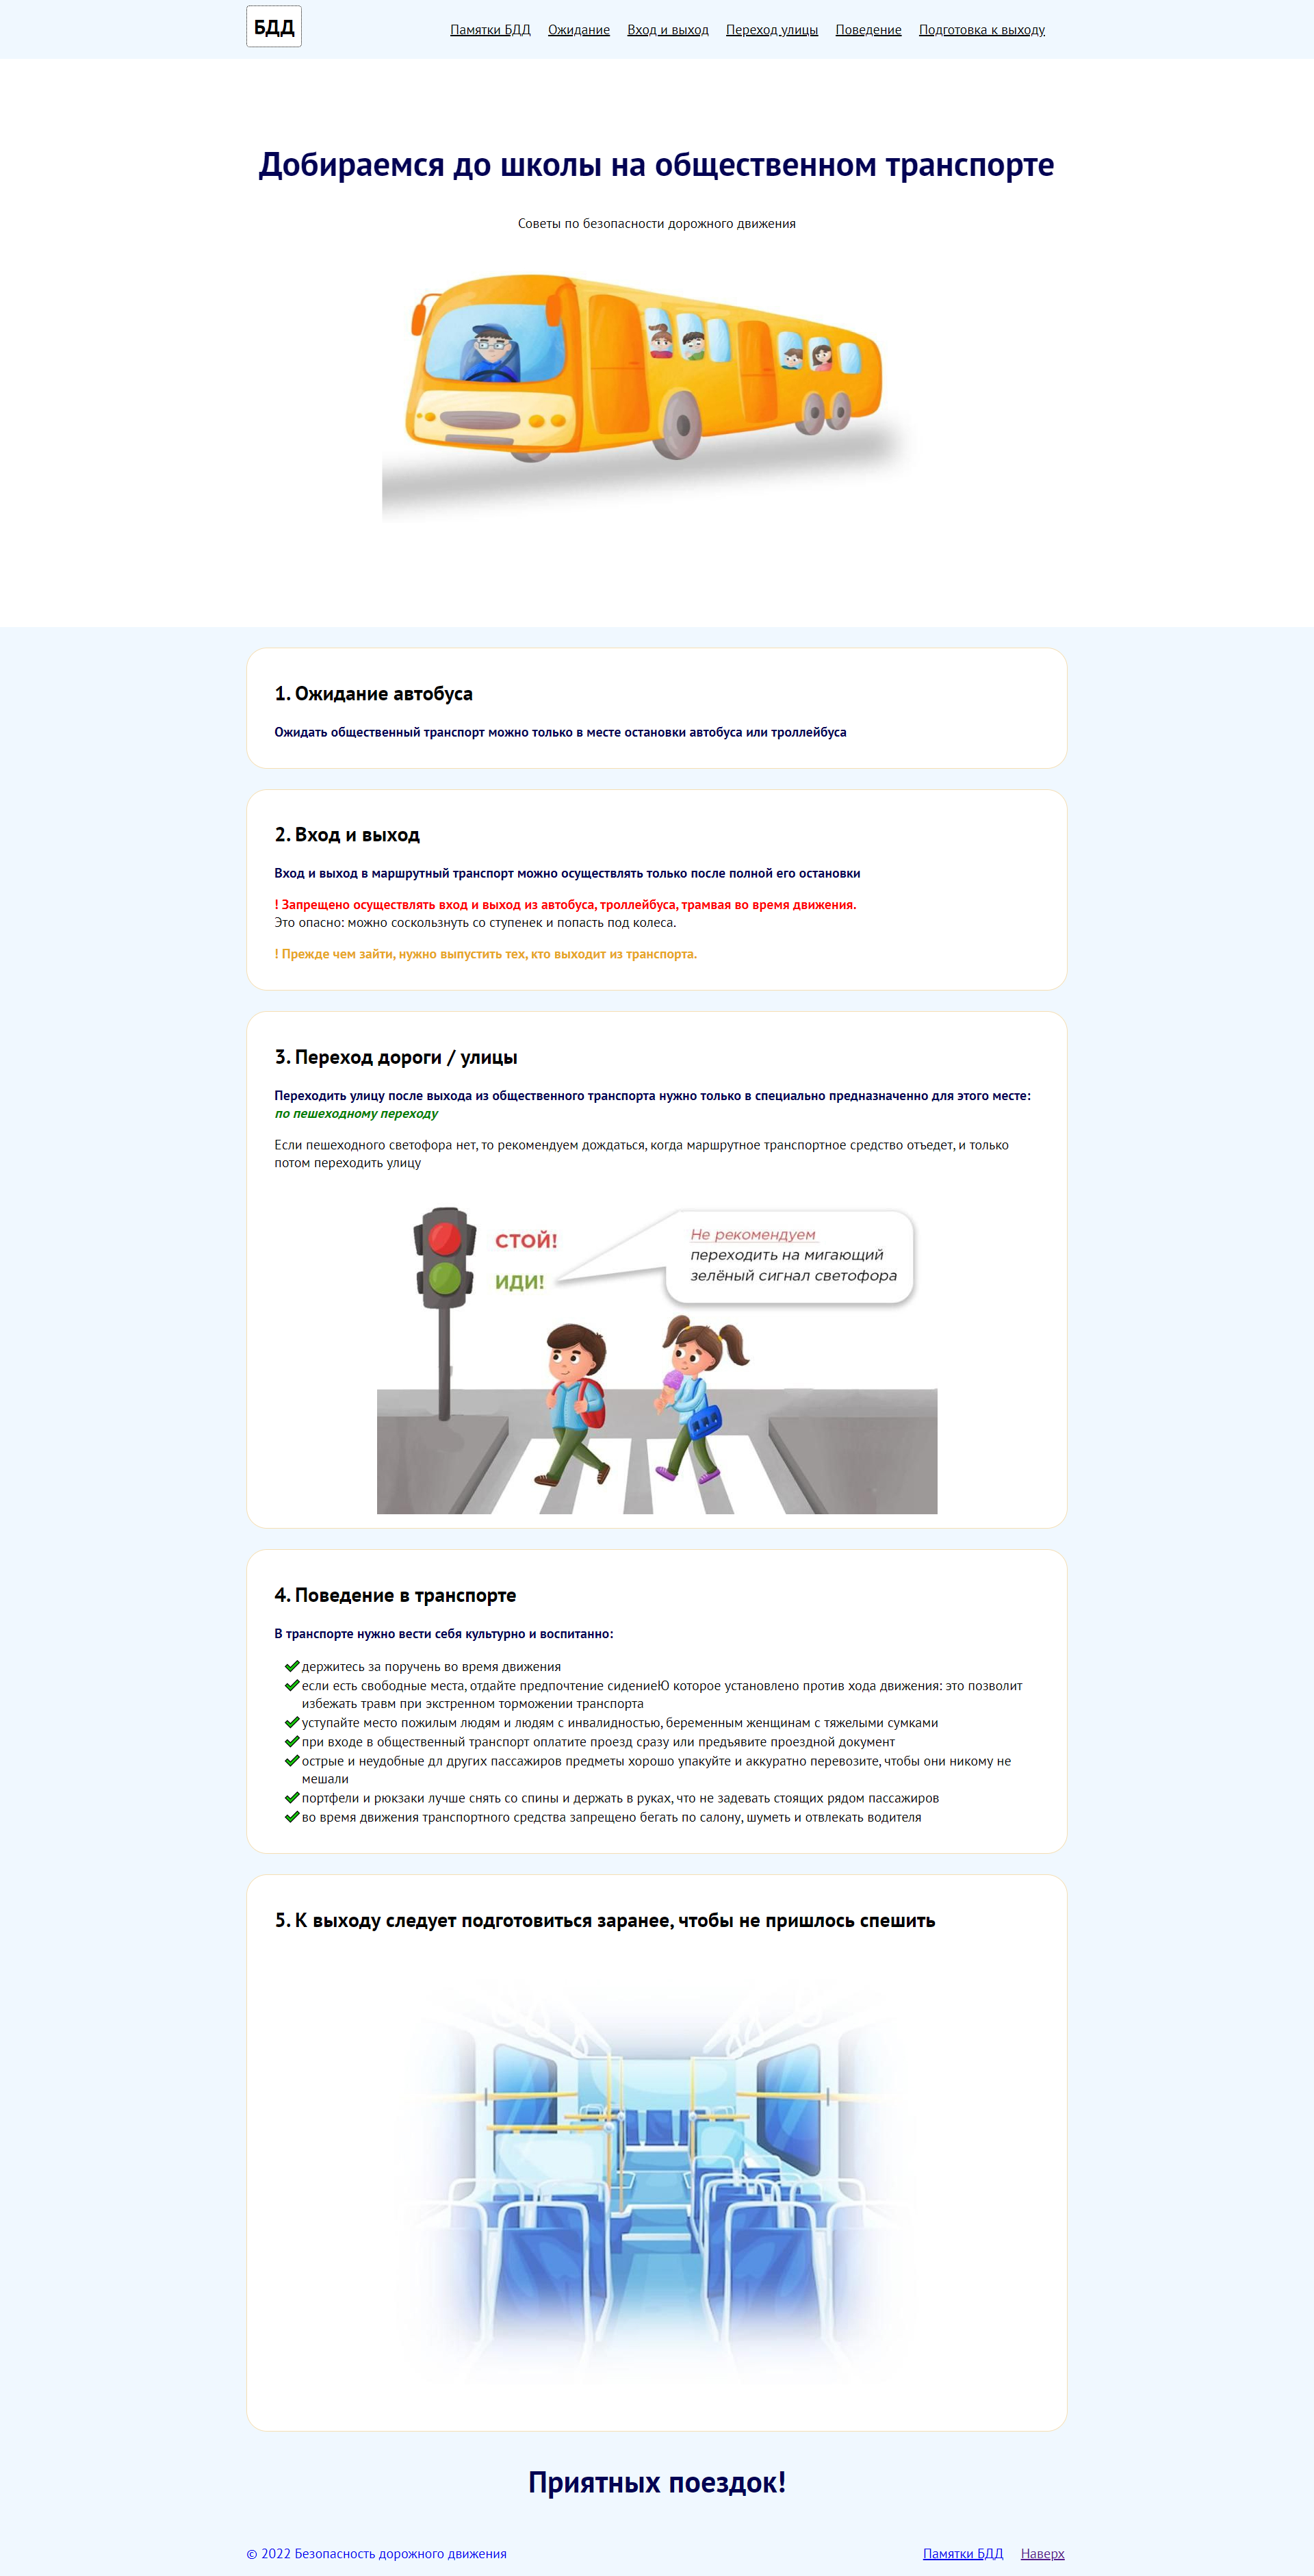 БДД
Памятки БДД Ожидание Вход и выход Переход улицы Поведение Подготовка к выходу
Добираемся до школы на общественном транспорте
Советы по безопасности дорожного движения
1. Ожидание автобуса
Ожидать общественный транспорт можно только в месте остановки автобуса или троллейбуса
2. Вход и выход
Вход и выход в маршрутный транспорт можно осуществлять только после полной его остановки
! Запрещено осуществлять вход и выход из автобуса, троллейбуса, трамвая во время движения.
Это опасно: можно соскользнуть со ступенек и попасть под колеса.
! Прежде чем зайти, нужно выпустить тех, кто выходит из транспорта.
3. Переход дороги / улицы
Переходить улицу после выхода из общественного транспорта нужно только в специально предназначенно для этого месте:
по пешеходному переходу
Если пешеходного светофора нет, то рекомендуем дождаться, когда маршрутное транспортное средство отъедет, и только
потом переходить улицу
СТОЙ!
ИДИ!
Не рекомендуем
переходить на мигающий
зелёный сигнал светофора
4. Поведение в транспорте
В транспорте нужно вести себя культурно и воспитанно:
держитесь за поручень во время движения
если есть свободные места, отдайте предпочтение сидениеЮ которое установлено против хода движения: это позволит
избежать травм при экстренном торможении транспорта
уступайте место пожилым людям и людям с инвалидностью, беременным женщинам с тяжелыми сумками
при входе в общественный транспорт оплатите проезд сразу или предъявите проездной документ
острые и неудобные дл других пассажиров предметы хорошо упакуйте и аккуратно перевозите, чтобы они никому не
мешали
портфели и рюкзаки лучше снять со спины и держать в руках, что не задевать стоящих рядом пассажиров
во время движения транспортного средства запрещено бегать по салону, шуметь и отвлекать водителя
5. К выходу следует подготовиться заранее, чтобы не пришлось спешить
Приятных поездок!
© 2022 Безопасность дорожного движения
Памятки БДД Наверх